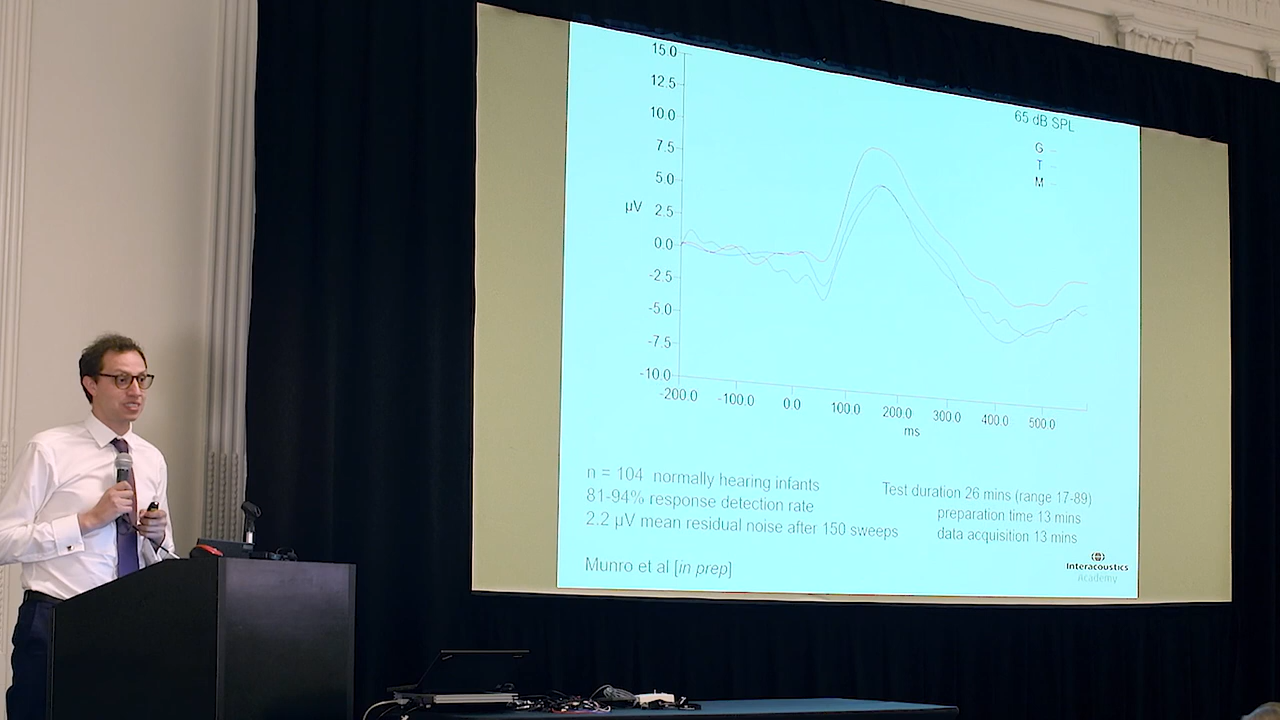 15.0
12.5
10.0
7.5
5.0
2.5
0.0
-2.5
-5.0
-7.5
-10.0
µV
-200.0 -100.0 0.0 100.0 200.0 300.0 400.0 500.0
ms
65 dB SPL
G
T
M
n = 104 normally hearing infants
81-94% response detection rate
2.2 µV mean residual noise after 150 sweeps
Munro et al [in prep]
Test duration 26 mins (range 17-89)
preparation time 13 mins
data acquisition 13 mins
Interacoustics
Academy